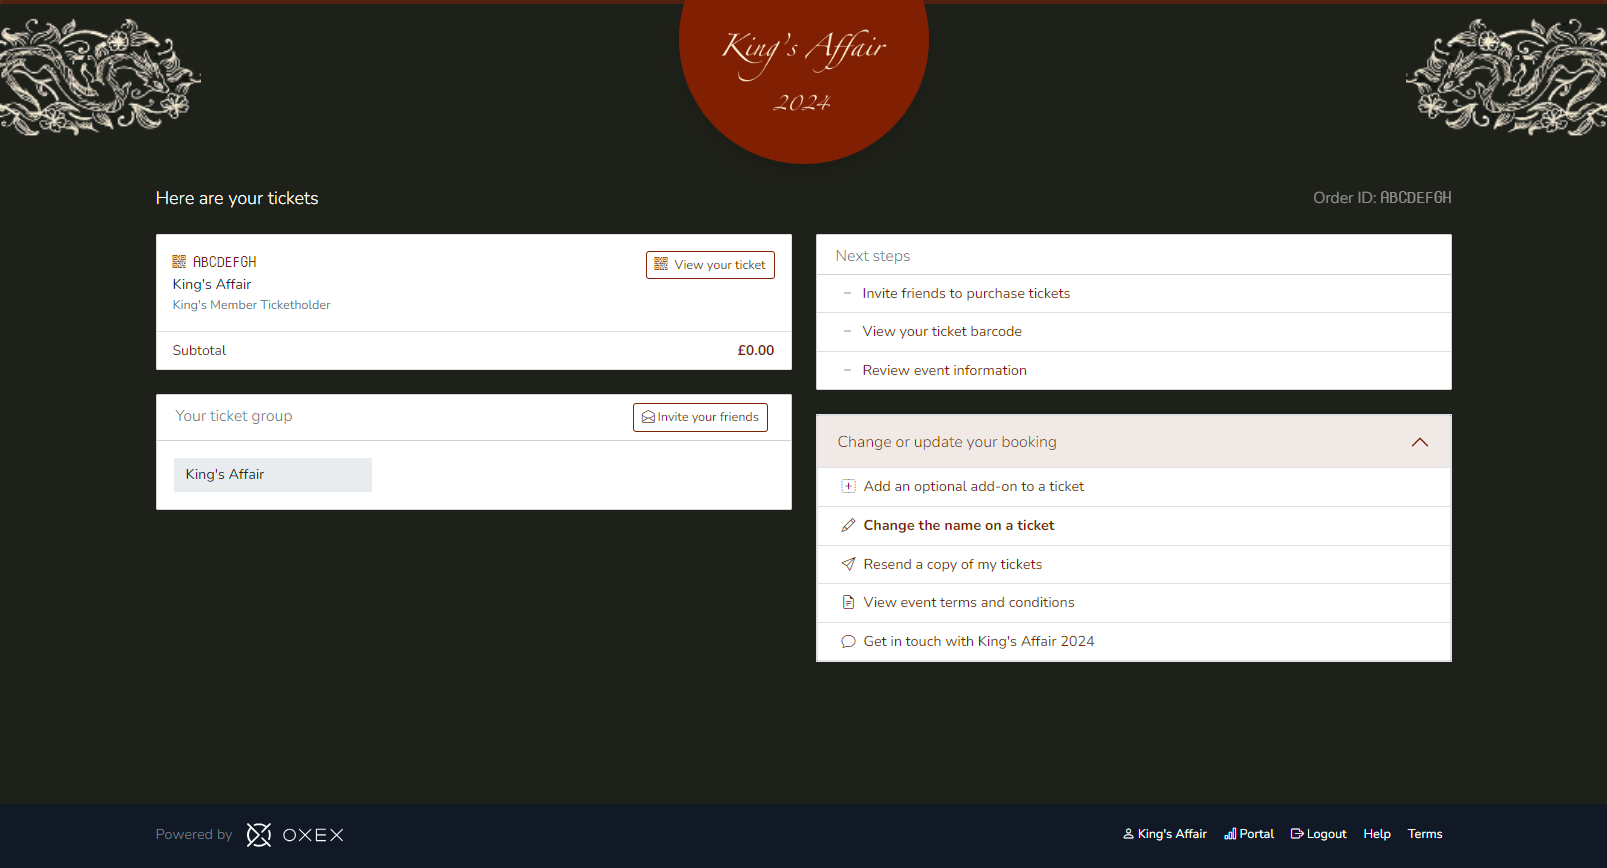 King's Affair
2024
Here are your tickets
Order ID: ABCDEFGH
ABCDEFGH
View your ticket
King's Affair
King's Member Ticketholder
Subtotal
£0.00
Your ticket group
Invite your friends
King's Affair
Next steps
– Invite friends to purchase tickets
– View your ticket barcode
– Review event information
Change or update your booking
Add an optional add-on to a ticket
Change the name on a ticket
Resend a copy of my tickets
View event terms and conditions
Get in touch with King's Affair 2024
Powered by OXEX
King's Affair Portal Logout Help Terms